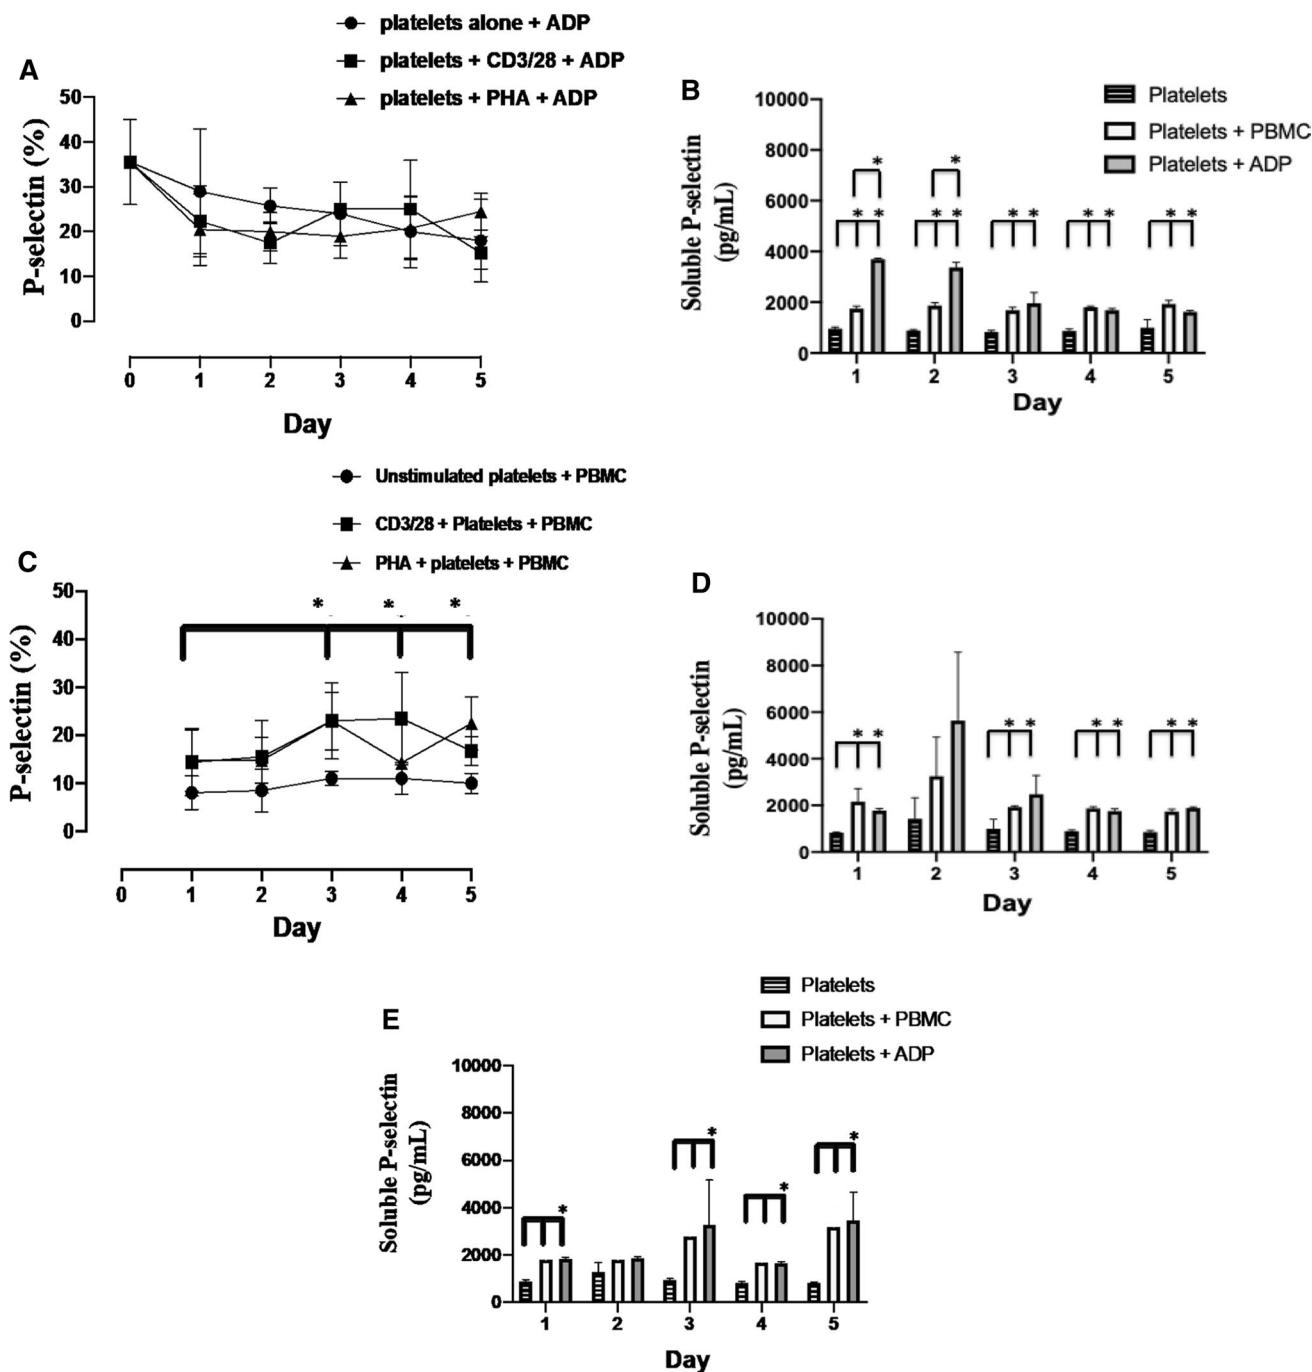 platelets alone + ADP
platelets + CD3/28 + ADP
platelets + PHA + ADP
A
P-selectin (%)
50
40
30
20
10
0
0 1 2 3 4 5
Day
B
Platelets
Platelets + PBMC
Platelets + ADP
Soluble P-selectin
(pg/mL)
10000
8000
6000
4000
2000
0
* *
* * * * * * * * * *
1 2 3 4 5
Day
Unstimulated platelets + PBMC
CD3/28 + Platelets + PBMC
PHA + platelets + PBMC
C
P-selectin (%)
50
40
30
20
10
0
* * *
0 1 2 3 4 5
Day
D
Soluble P-selectin
(pg/mL)
10000
8000
6000
4000
2000
0
* * * * * * * *
1 2 3 4 5
Day
Platelets
Platelets + PBMC
Platelets + ADP
E
Soluble P-selectin
(pg/mL)
10000
8000
6000
4000
2000
0
* * * *
1 2 3 4 5
Day